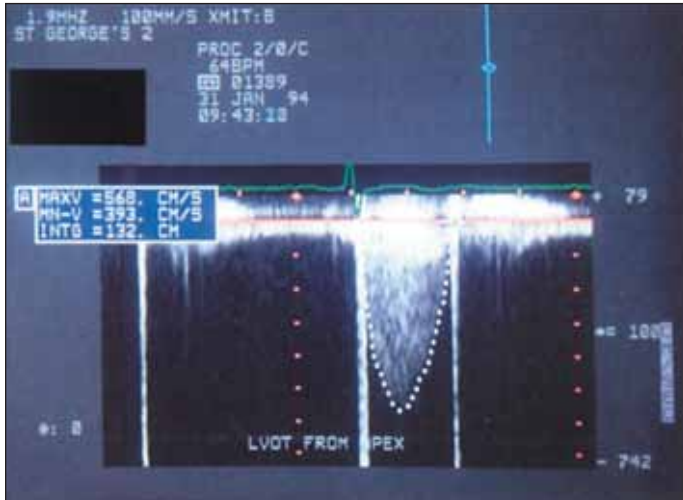 1.9MHZ 100MM/S XMIT:B
ST GEORGE'S 2
PROC 2/0/C
64BPM
01389
31 JAN 94
09:43:18
A MAXV =568. CM/S
MN-V =393. CM/S
INTG =132. CM
79
= 100
: 0
LVOT FROM APEX
- 742